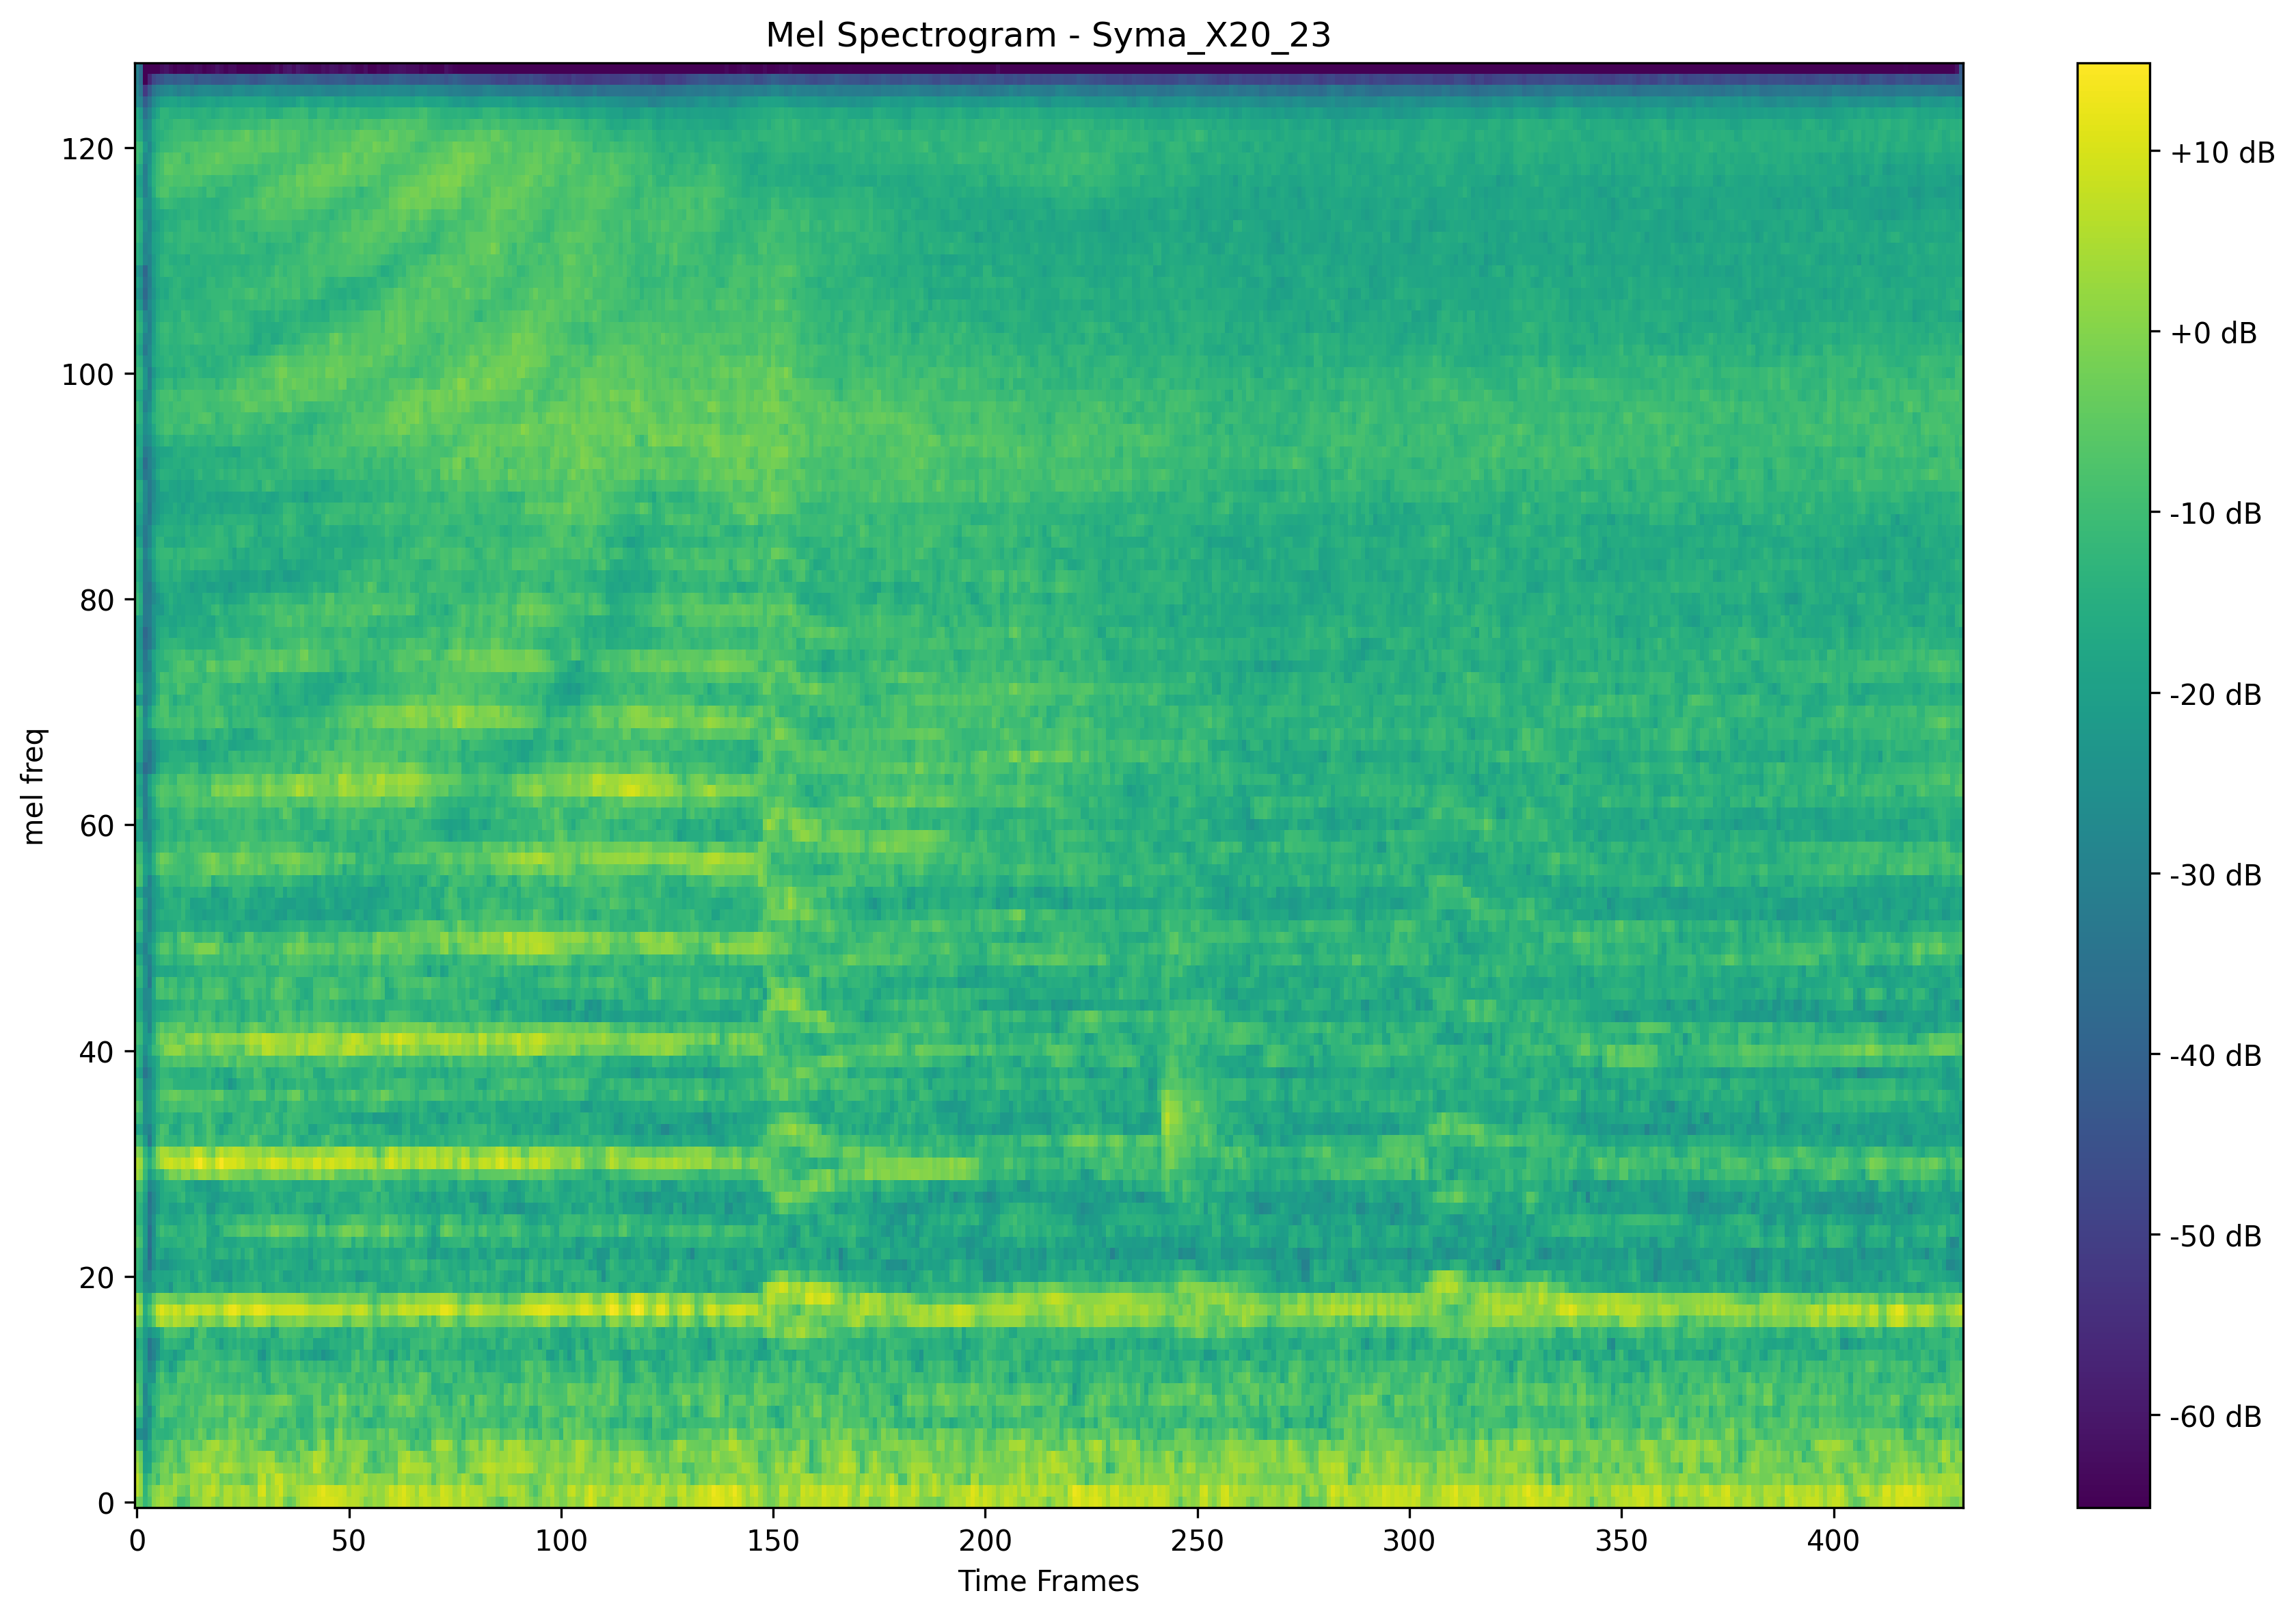 Mel Spectrogram - Syma_X20_23
mel freq
120
100
80
60
40
20
0
0 50 100 150 200 250 300 350 400
Time Frames
+10 dB
+0 dB
-10 dB
-20 dB
-30 dB
-40 dB
-50 dB
-60 dB